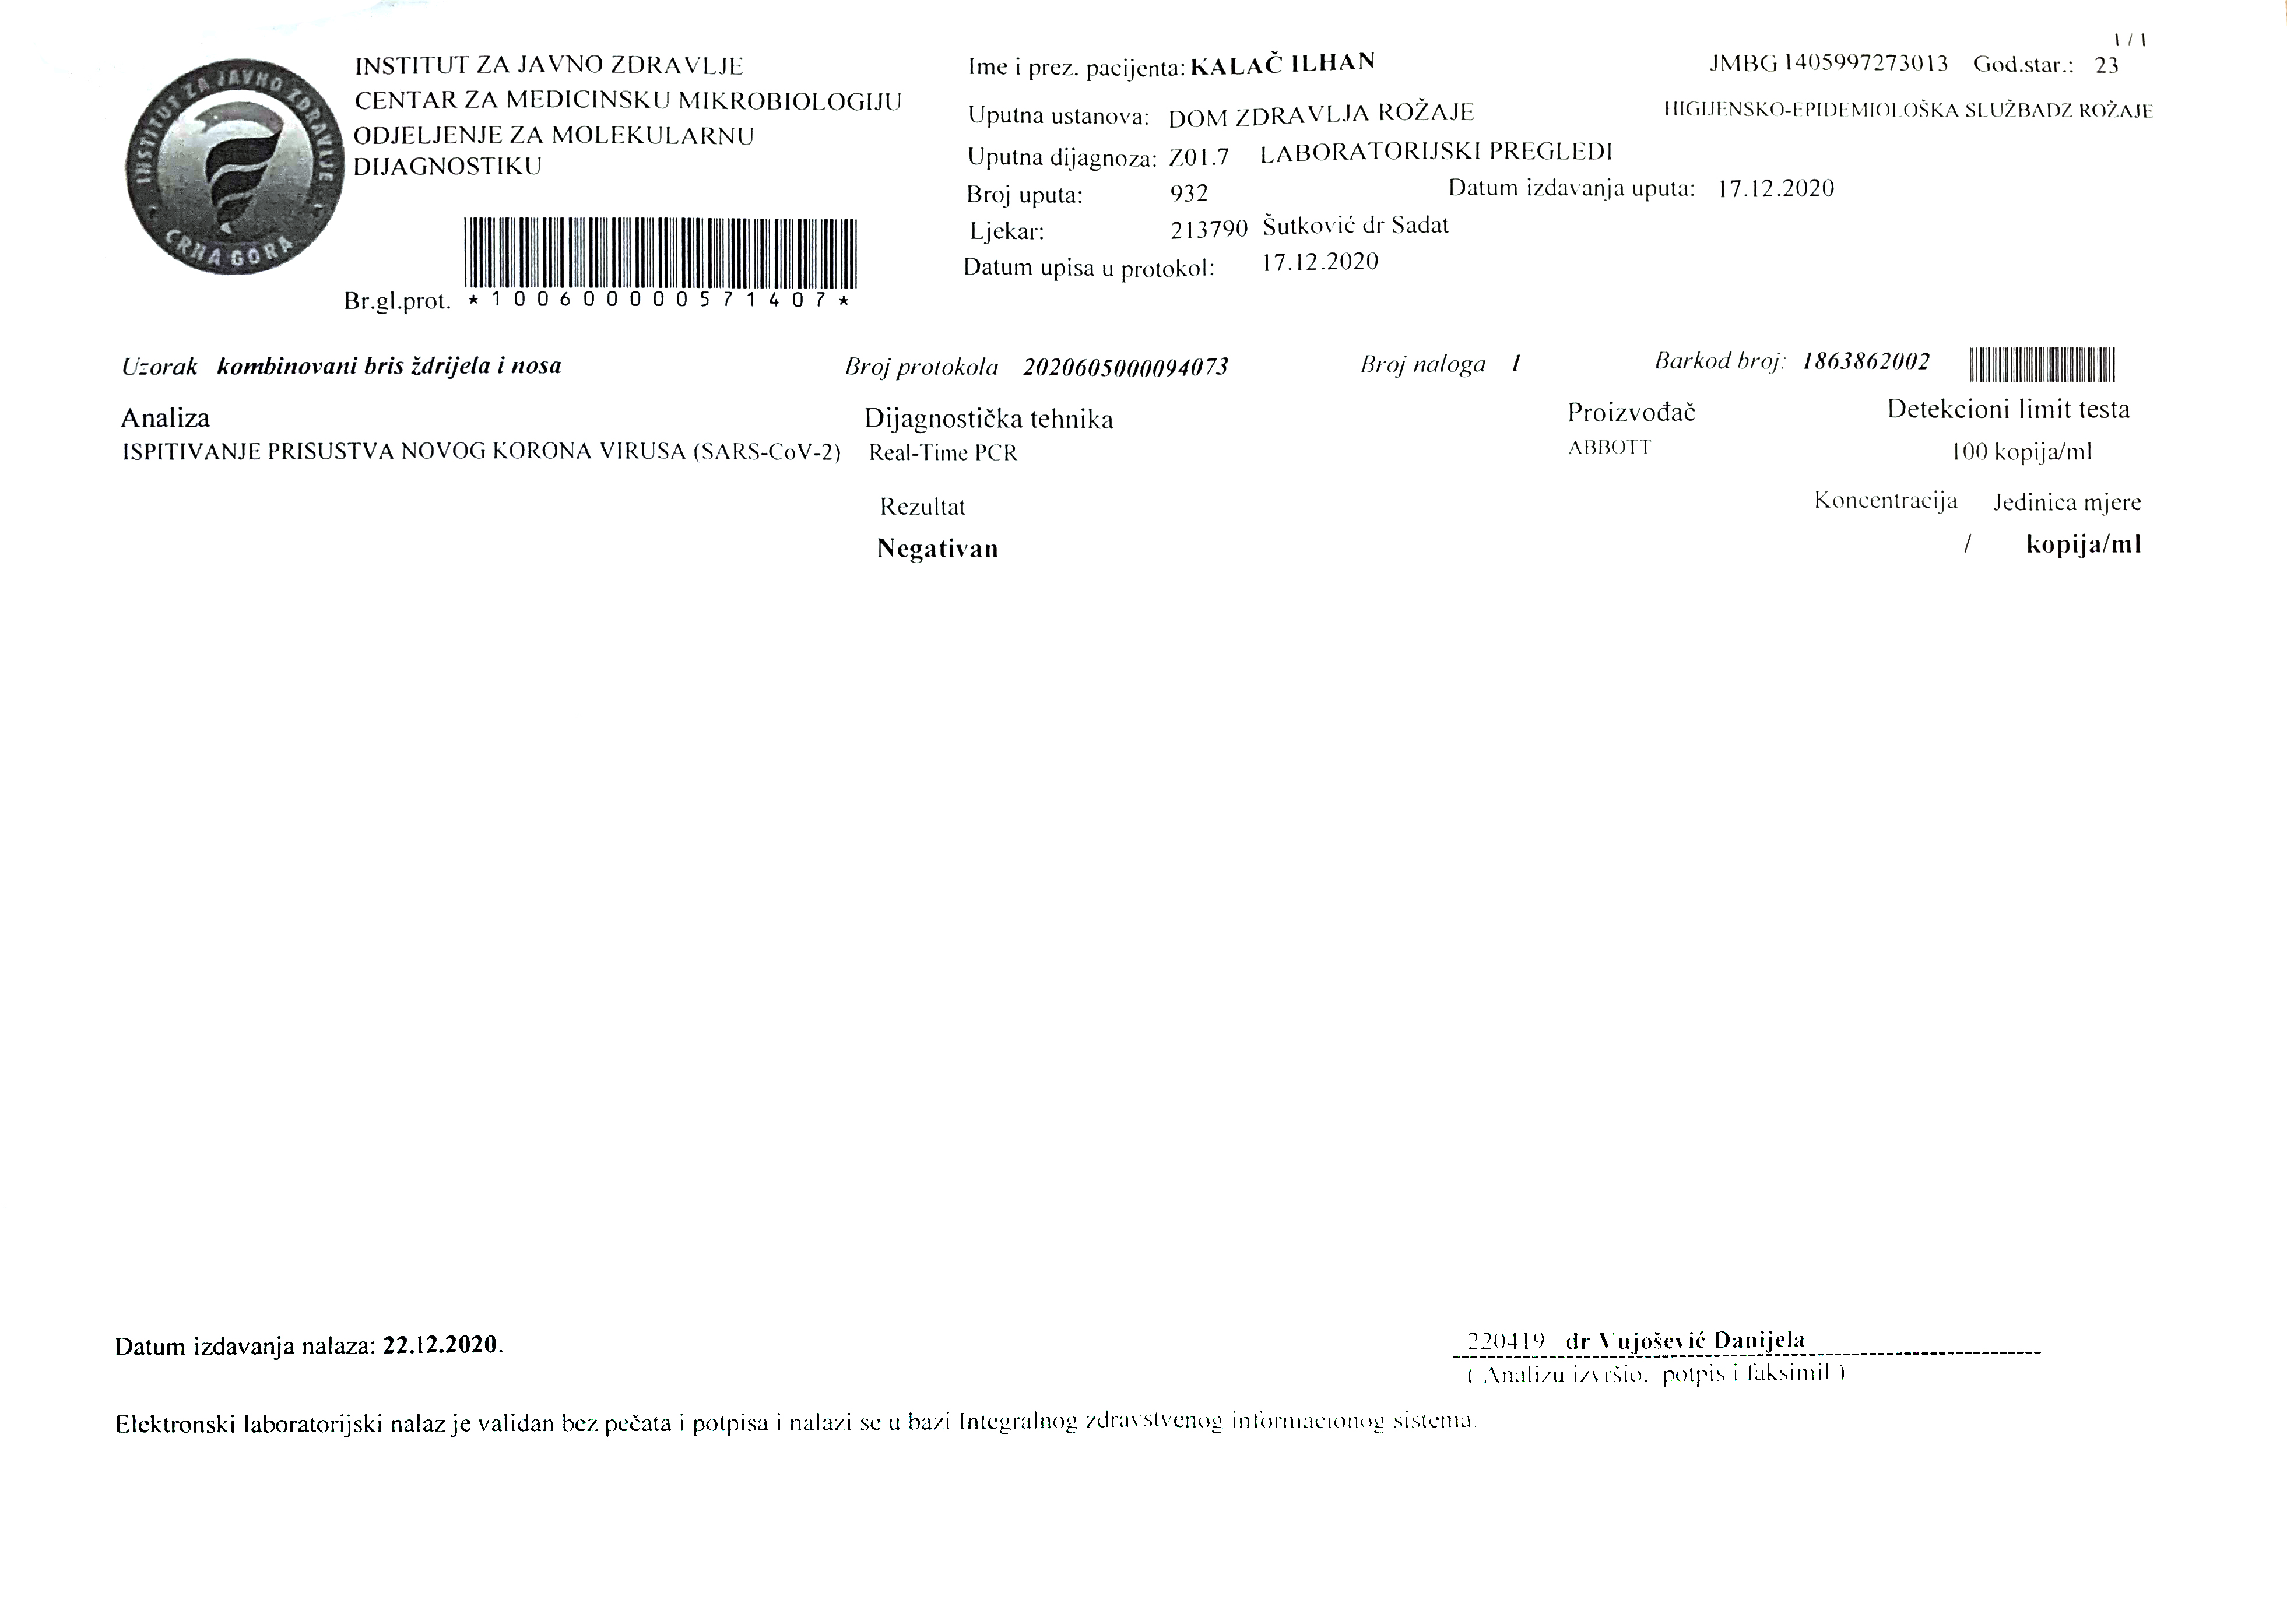 1 / 1
INSTITUT ZA JAVNO ZDRAVLJE
CRNA GORA
INSTITUT ZA JAVNO ZDRAVLJE
CENTAR ZA MEDICINSKU MIKROBIOLOGIJU
ODJELJENJE ZA MOLEKULARNU
DIJAGNOSTIKU
Br.gl.prot. *100600000571407*
Ime i prez. pacijenta: KALAČ ILHAN JMBG 1405997273013 God.star.: 23
Uputna ustanova: DOM ZDRAVLJA ROŽAJE HIGIJENSKO-EPIDEMIOLOŠKA SLUŽBADZ ROŽAJE
Uputna dijagnoza: Z01.7 LABORATORIJSKI PREGLEDI
Broj uputa: 932 Datum izdavanja uputa: 17.12.2020
Ljekar: 213790 Šutković dr Sadat
Datum upisa u protokol: 17.12.2020
Uzorak kombinovani bris ždrijela i nosa Broj protokola 2020605000094073 Broj naloga 1 Barkod broj: 1863862002
Analiza Dijagnostička tehnika Proizvođač Detekcioni limit testa
ISPITIVANJE PRISUSTVA NOVOG KORONA VIRUSA (SARS-CoV-2) Real-Time PCR ABBOTT 100 kopija/ml
Rezultat Koncentracija Jedinica mjere
Negativan / kopija/ml
Datum izdavanja nalaza: 22.12.2020. 220419 dr Vujošević Danijela
( Analizu izvršio, potpis i faksimil )
Elektronski laboratorijski nalaz je validan bez pečata i potpisa i nalazi se u bazi Integralnog zdravstvenog informacionog sistema.